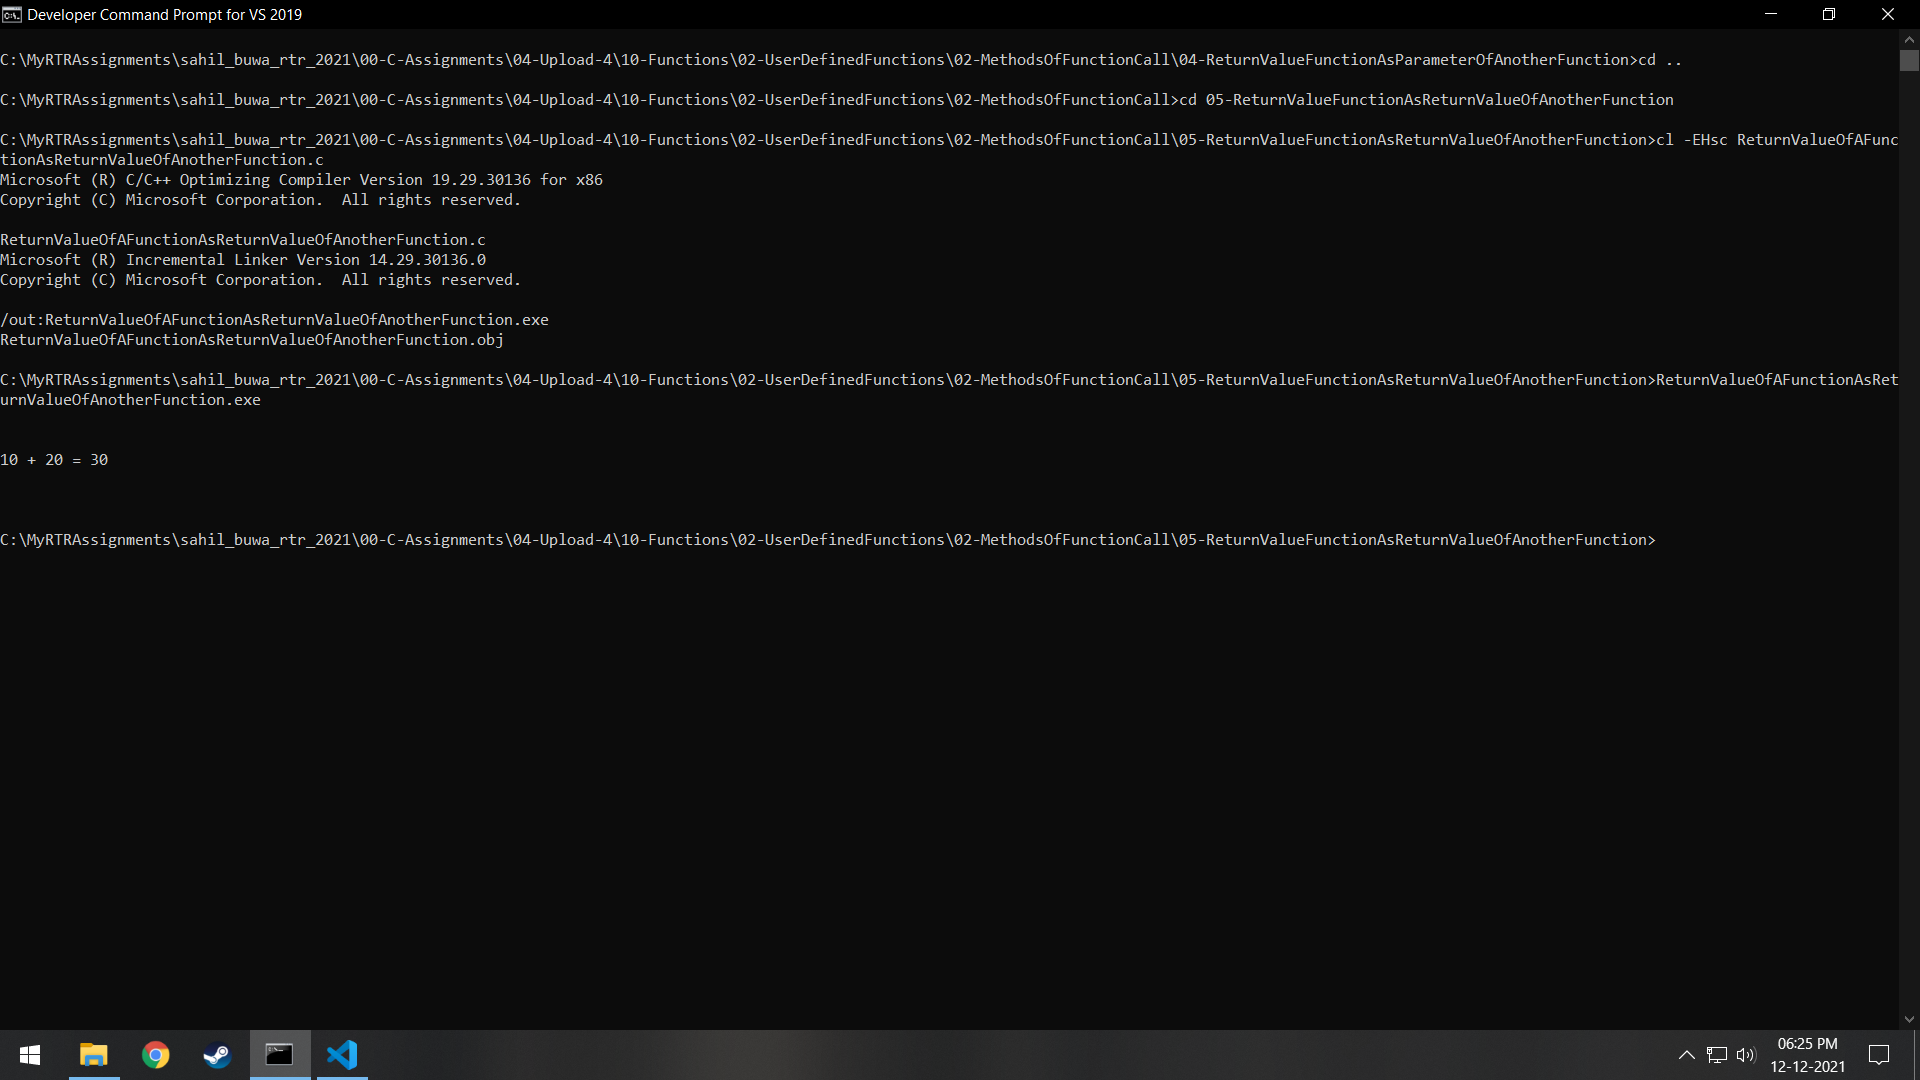 Developer Command Prompt for VS 2019
C:\MyRTRAssignments\sahil_buwa_rtr_2021\00-C-Assignments\04-Upload-4\10-Functions\02-UserDefinedFunctions\02-MethodsOfFunctionCall\04-ReturnValueFunctionAsParameterOfAnotherFunction>cd ..
C:\MyRTRAssignments\sahil_buwa_rtr_2021\00-C-Assignments\04-Upload-4\10-Functions\02-UserDefinedFunctions\02-MethodsOfFunctionCall>cd 05-ReturnValueFunctionAsReturnValueOfAnotherFunction
C:\MyRTRAssignments\sahil_buwa_rtr_2021\00-C-Assignments\04-Upload-4\10-Functions\02-UserDefinedFunctions\02-MethodsOfFunctionCall\05-ReturnValueFunctionAsReturnValueOfAnotherFunction>cl -EHsc ReturnValueOfAFunc
tionAsReturnValueOfAnotherFunction.c
Microsoft (R) C/C++ Optimizing Compiler Version 19.29.30136 for x86
Copyright (C) Microsoft Corporation.  All rights reserved.
ReturnValueOfAFunctionAsReturnValueOfAnotherFunction.c
Microsoft (R) Incremental Linker Version 14.29.30136.0
Copyright (C) Microsoft Corporation.  All rights reserved.
/out:ReturnValueOfAFunctionAsReturnValueOfAnotherFunction.exe
ReturnValueOfAFunctionAsReturnValueOfAnotherFunction.obj
C:\MyRTRAssignments\sahil_buwa_rtr_2021\00-C-Assignments\04-Upload-4\10-Functions\02-UserDefinedFunctions\02-MethodsOfFunctionCall\05-ReturnValueFunctionAsReturnValueOfAnotherFunction>ReturnValueOfAFunctionAsRet
urnValueOfAnotherFunction.exe
10 + 20 = 30
C:\MyRTRAssignments\sahil_buwa_rtr_2021\00-C-Assignments\04-Upload-4\10-Functions\02-UserDefinedFunctions\02-MethodsOfFunctionCall\05-ReturnValueFunctionAsReturnValueOfAnotherFunction>
06:25 PM
12-12-2021